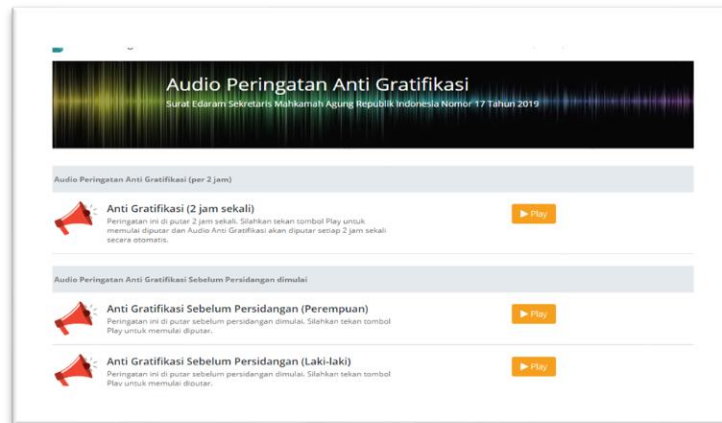 Audio Peringatan Anti Gratifikasi
Surat Edaram Sekretaris Mahkamah Agung Republik Indonesia Nomor 17 Tahun 2019
Audio Peringatan Anti Gratifikasi (per 2 jam)
Anti Gratifikasi (2 jam sekali)
Peringatan ini di putar 2 jam sekali. Silahkan tekan tombol Play untuk
memulai diputar dan Audio Anti Gratifikasi akan diputar setiap 2 jam sekali
secara otomatis.
Play
Audio Peringatan Anti Gratifikasi Sebelum Persidangan dimulai
Anti Gratifikasi Sebelum Persidangan (Perempuan)
Peringatan ini di putar sebelum persidangan dimulai. Silahkan tekan tombol
Play untuk memulai diputar.
Play
Anti Gratifikasi Sebelum Persidangan (Laki-laki)
Peringatan ini di putar sebelum persidangan dimulai. Silahkan tekan tombol
Play untuk memulai diputar.
Play